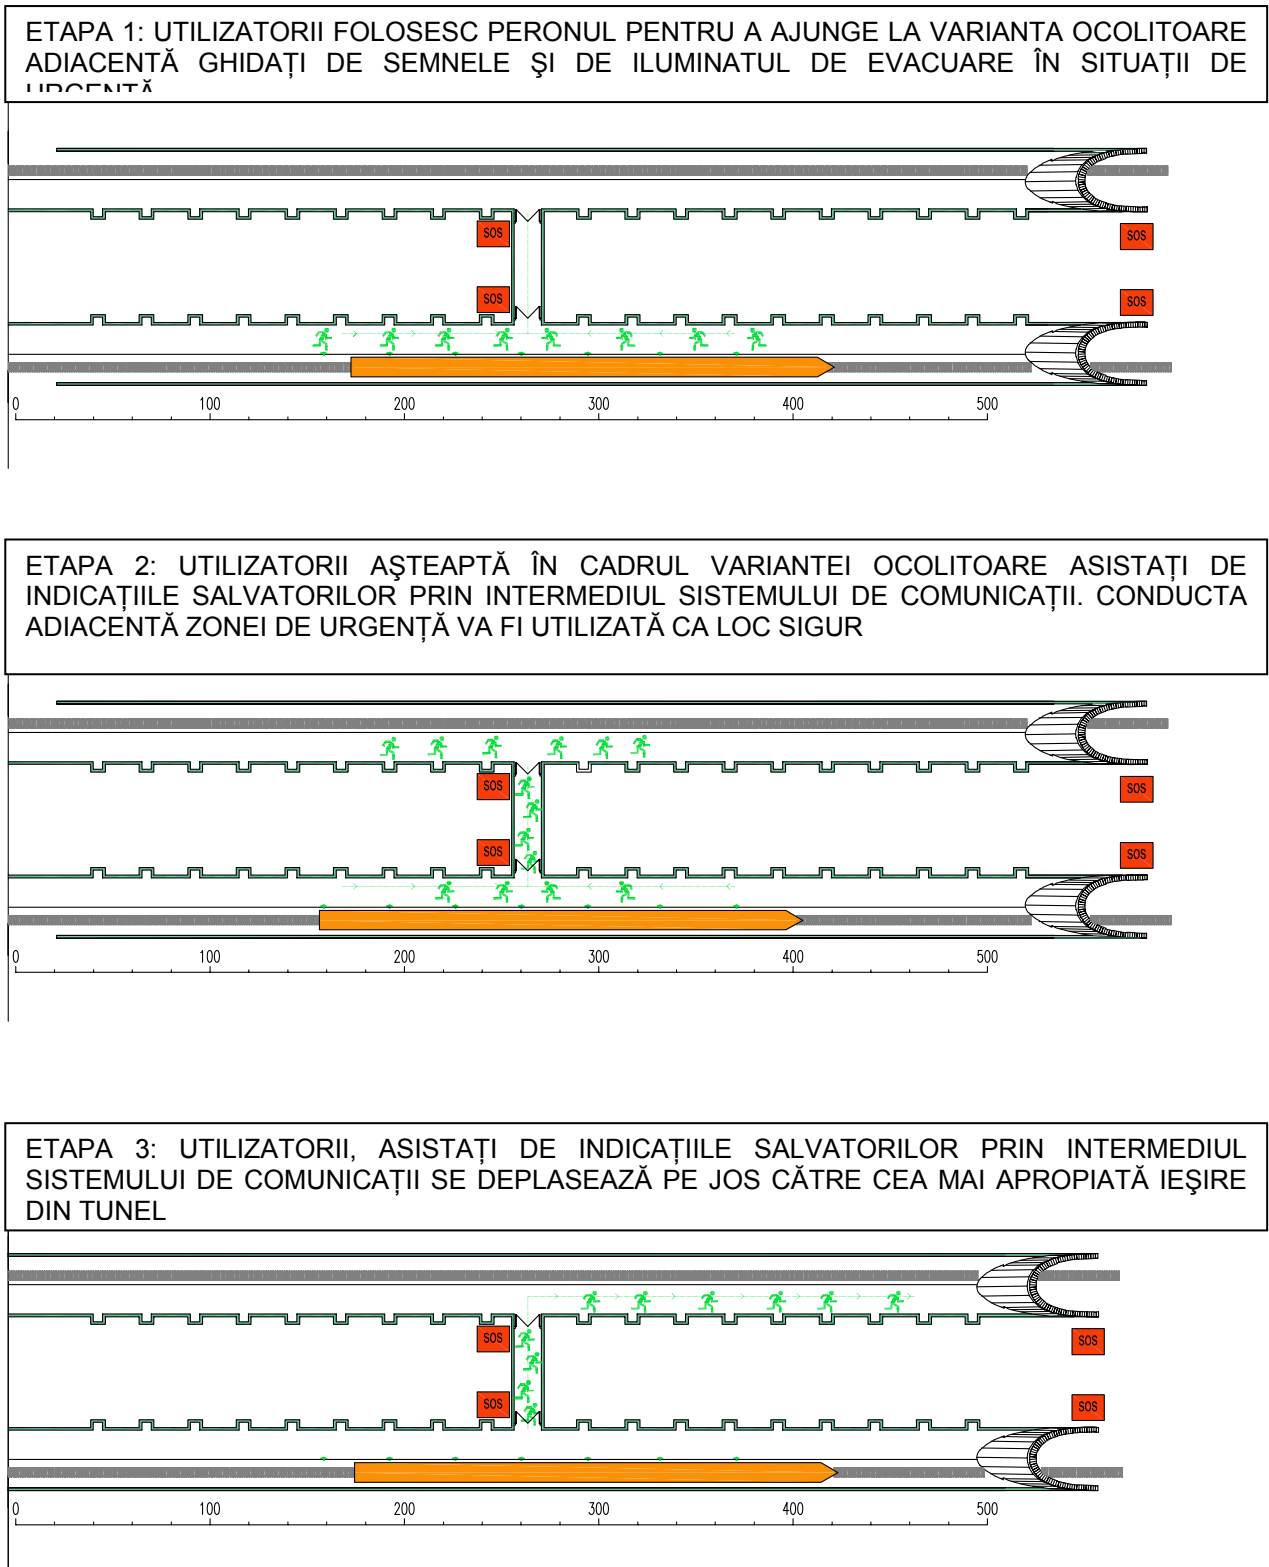 ETAPA 1: UTILIZATORII FOLOSESC PERONUL PENTRU A AJUNGE LA VARIANTA OCOLITOARE
ADIACENTĂ GHIDAȚI DE SEMNELE ŞI DE ILUMINATUL DE EVACUARE ÎN SITUAȚII DE
URGENȚĂ
SOS
SOS
SOS
SOS
0 100 200 300 400 500
ETAPA 2: UTILIZATORII AŞTEAPTĂ ÎN CADRUL VARIANTEI OCOLITOARE ASISTAȚI DE
INDICAȚIILE SALVATORILOR PRIN INTERMEDIUL SISTEMULUI DE COMUNICAȚII. CONDUCTA
ADIACENTĂ ZONEI DE URGENȚĂ VA FI UTILIZATĂ CA LOC SIGUR
SOS
SOS
SOS
SOS
0 100 200 300 400 500
ETAPA 3: UTILIZATORII, ASISTAȚI DE INDICAȚIILE SALVATORILOR PRIN INTERMEDIUL
SISTEMULUI DE COMUNICAȚII SE DEPLASEAZĂ PE JOS CĂTRE CEA MAI APROPIATĂ IEŞIRE
DIN TUNEL
SOS
SOS
SOS
SOS
0 100 200 300 400 500